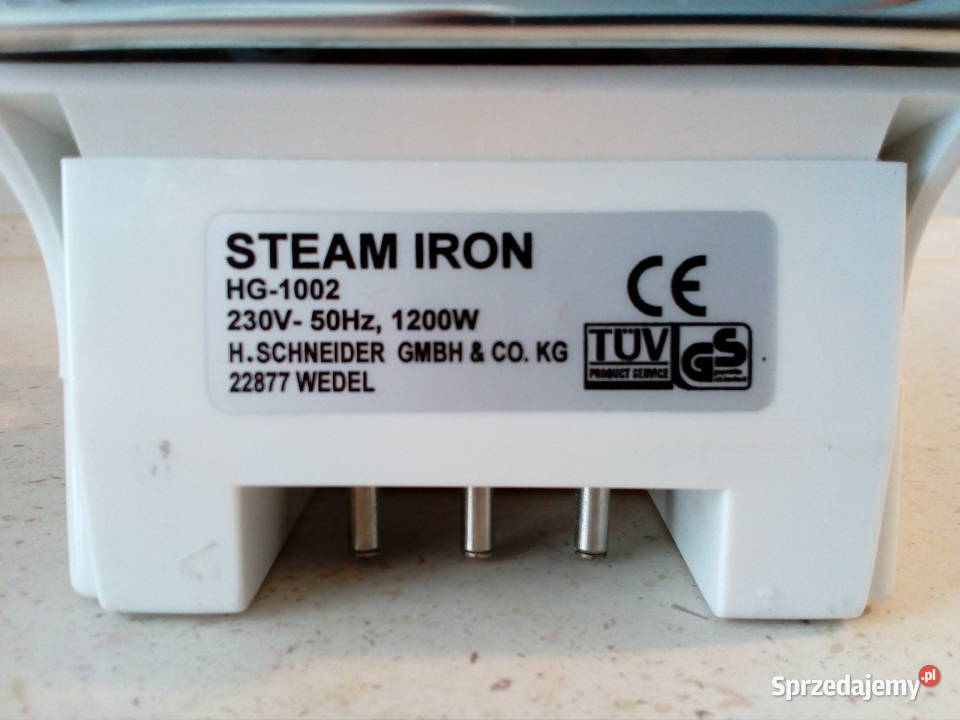 STEAM IRON
HG-1002
230V- 50Hz, 1200W
H.SCHNEIDER GMBH & CO. KG
22877 WEDEL
CE
TÜV
PRODUCT SERVICE
GS
Sprzedajemy.pl